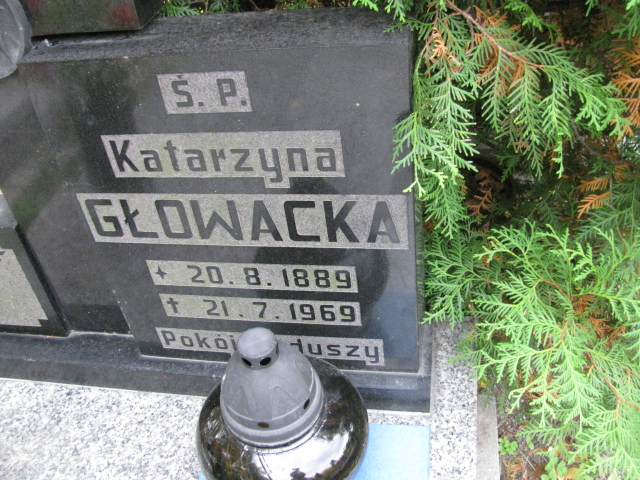 Ś. P.
Katarzyna
GŁOWACKA
✦ 20.8.1889
✝ 21.7.1969
Pokój duszy